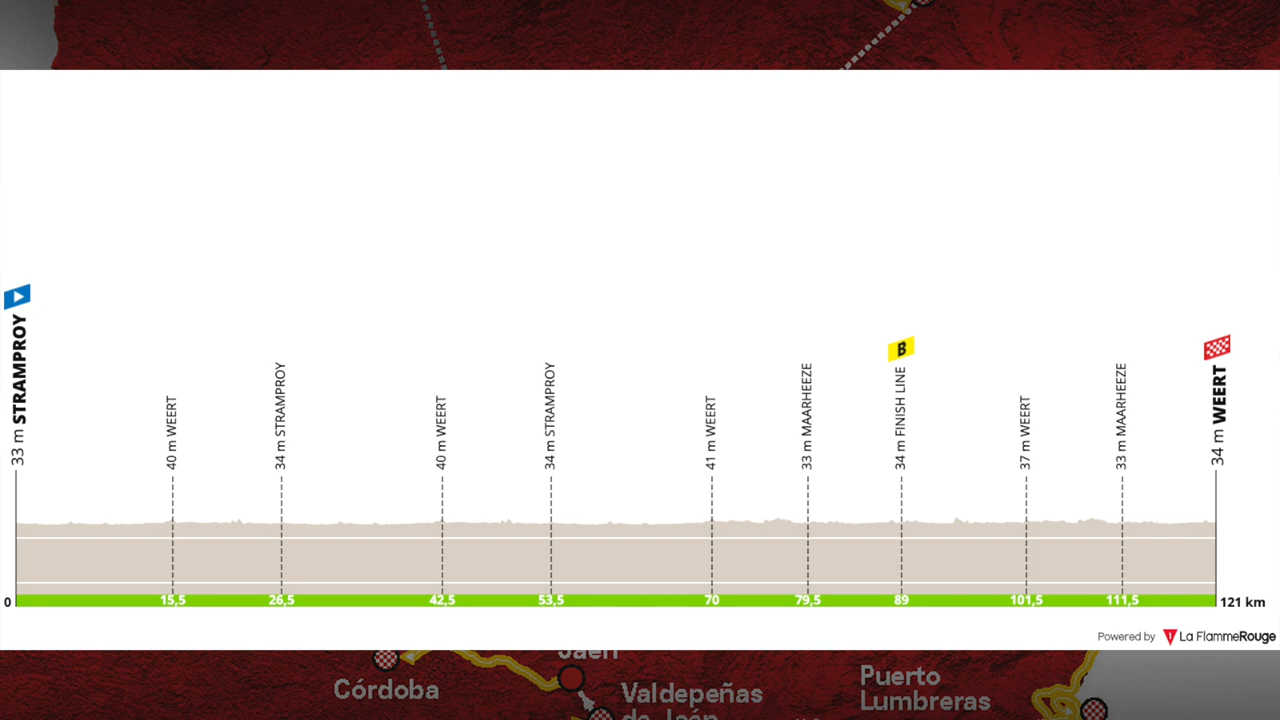 33 m STRAMPROY
40 m WEERT
34 m STRAMPROY
40 m WEERT
34 m STRAMPROY
41 m WEERT
33 m MAARHEEZE
B
34 m FINISH LINE
37 m WEERT
33 m MAARHEEZE
34 m WEERT
0
15,5
26,5
42,5
53,5
70
79,5
89
101,5
111,5
121 km
Powered by La FlammeRouge
Jaén
Córdoba
Valdepeñas
de Jaén
Puerto
Lumbreras